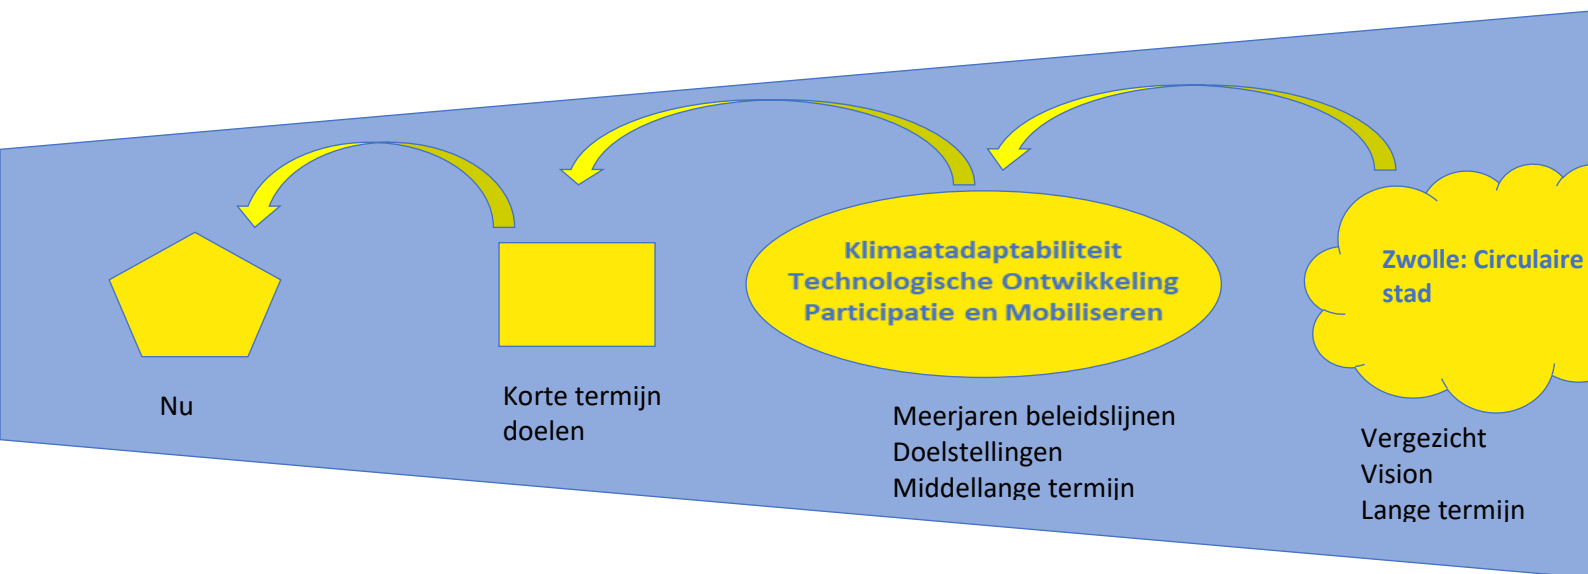 Klimaatadaptabiliteit
Technologische Ontwikkeling
Participatie en Mobiliseren
Zwolle: Circulaire
stad
Nu
Korte termijn
doelen
Meerjaren beleidslijnen
Doelstellingen
Middellange termijn
Vergezicht
Vision
Lange termijn